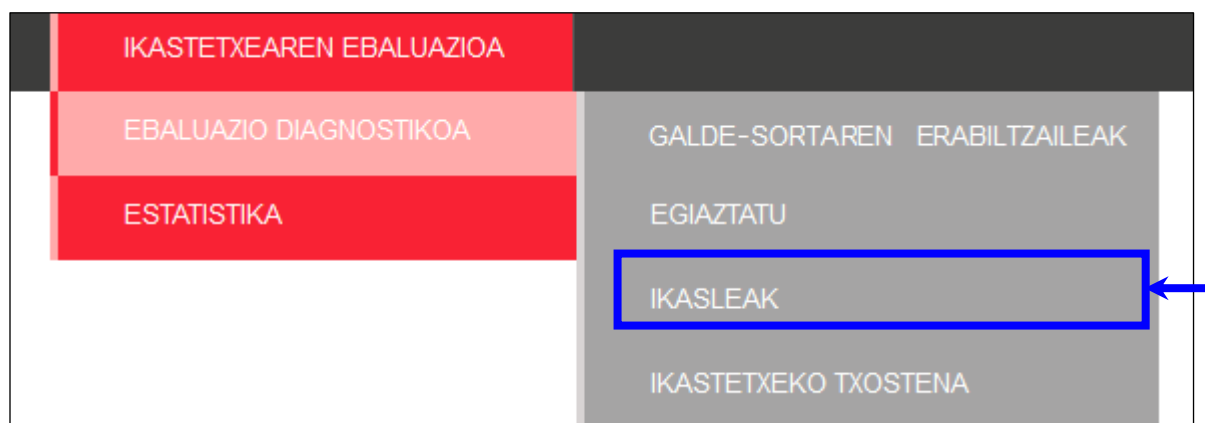 IKASTETXEAREN EBALUAZIOA
EBALUAZIO DIAGNOSTIKOA
ESTATISTIKA
GALDE-SORTAREN ERABILTZAILEAK
EGIAZTATU
IKASLEAK
IKASTETXEKO TXOSTENA